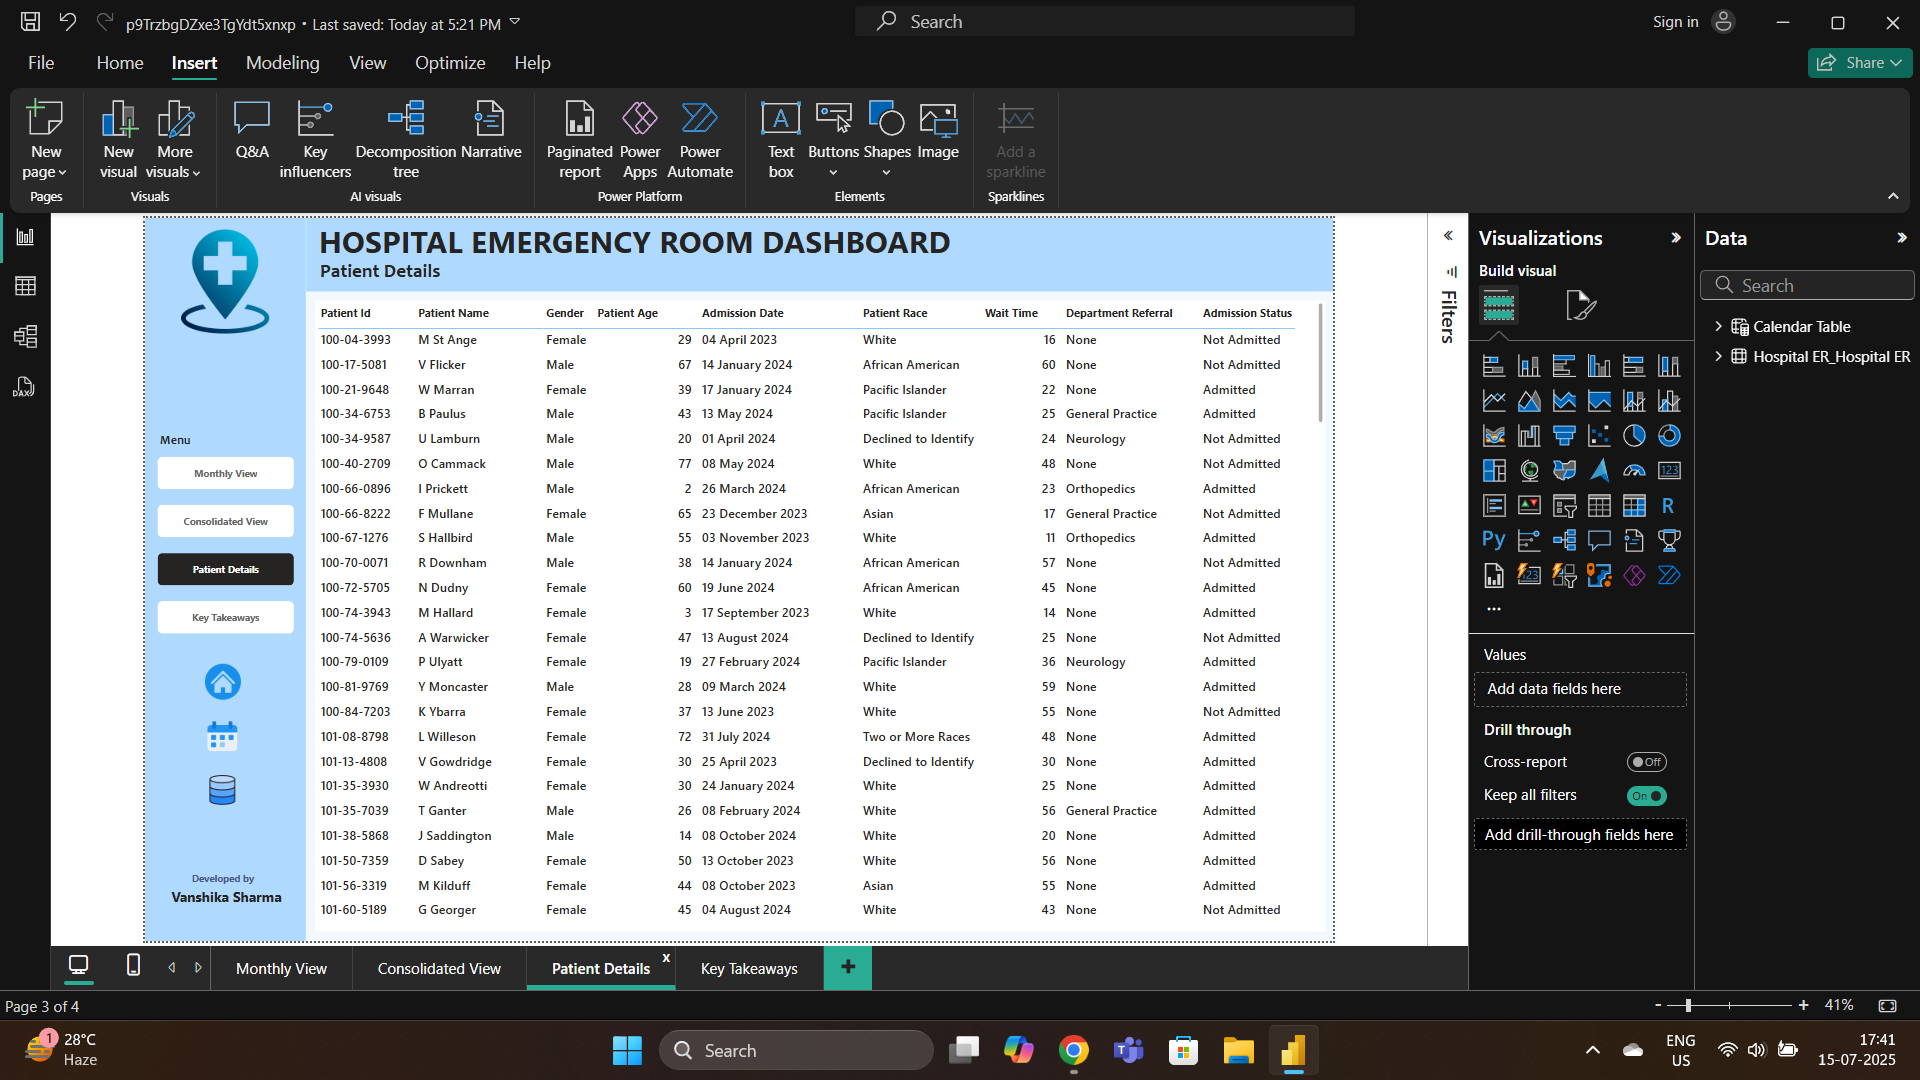 p9TrzbgDZxe3TgYdt5xnxp • Last saved: Today at 5:21 PM
Search
Sign in
File Home Insert Modeling View Optimize Help
Share
New page
New visual
More visuals
Q&A
Key influencers
Decomposition tree
Narrative
Paginated report
Power Apps
Power Automate
Text box
Buttons
Shapes
Image
Add a sparkline
Pages Visuals AI visuals Power Platform Elements Sparklines
HOSPITAL EMERGENCY ROOM DASHBOARD
Patient Details
Menu
Monthly View
Consolidated View
Patient Details
Key Takeaways
Developed by
Vanshika Sharma
Patient Id Patient Name Gender Patient Age Admission Date Patient Race Wait Time Department Referral Admission Status
100-04-3993 M St Ange Female 29 04 April 2023 White 16 None Not Admitted
100-17-5081 V Flicker Male 67 14 January 2024 African American 60 None Not Admitted
100-21-9648 W Marran Female 39 17 January 2024 Pacific Islander 22 None Admitted
100-34-6753 B Paulus Male 43 13 May 2024 Pacific Islander 25 General Practice Admitted
100-34-9587 U Lamburn Male 20 01 April 2024 Declined to Identify 24 Neurology Not Admitted
100-40-2709 O Cammack Male 77 08 May 2024 White 48 None Not Admitted
100-66-0896 I Prickett Male 2 26 March 2024 African American 23 Orthopedics Admitted
100-66-8222 F Mullane Female 65 23 December 2023 Asian 17 General Practice Not Admitted
100-67-1276 S Hallbird Male 55 03 November 2023 White 11 Orthopedics Admitted
100-70-0071 R Downham Male 38 14 January 2024 African American 57 None Not Admitted
100-72-5705 N Dudny Female 60 19 June 2024 African American 45 None Admitted
100-74-3943 M Hallard Female 3 17 September 2023 White 14 None Admitted
100-74-5636 A Warwicker Female 47 13 August 2024 Declined to Identify 25 None Not Admitted
100-79-0109 P Ulyatt Female 19 27 February 2024 Pacific Islander 36 Neurology Admitted
100-81-9769 Y Moncaster Male 28 09 March 2024 White 59 None Admitted
100-84-7203 K Ybarra Female 37 13 June 2023 White 55 None Not Admitted
101-08-8798 L Willeson Female 72 31 July 2024 Two or More Races 48 None Admitted
101-13-4808 V Gowdridge Female 30 25 April 2023 Declined to Identify 30 None Admitted
101-35-3930 W Andreotti Female 30 24 January 2024 White 25 None Admitted
101-35-7039 T Ganter Male 26 08 February 2024 White 56 General Practice Admitted
101-38-5868 J Saddington Male 14 08 October 2024 White 20 None Admitted
101-50-7359 D Sabey Female 50 13 October 2023 White 56 None Admitted
101-56-3319 M Kilduff Female 44 08 October 2023 Asian 55 None Admitted
101-60-5189 G Georger Female 45 04 August 2024 White 43 None Not Admitted
Filters
Visualizations
Build visual
123
R
Py
123
...
Values
Add data fields here
Drill through
Cross-report Off
Keep all filters On
Add drill-through fields here
Data
Search
Calendar Table
Hospital ER_Hospital ER
DAX
Monthly View Consolidated View Patient Details x Key Takeaways +
Page 3 of 4
- + 41%
1
28°C
Haze
Search
ENG
US
17:41
15-07-2025